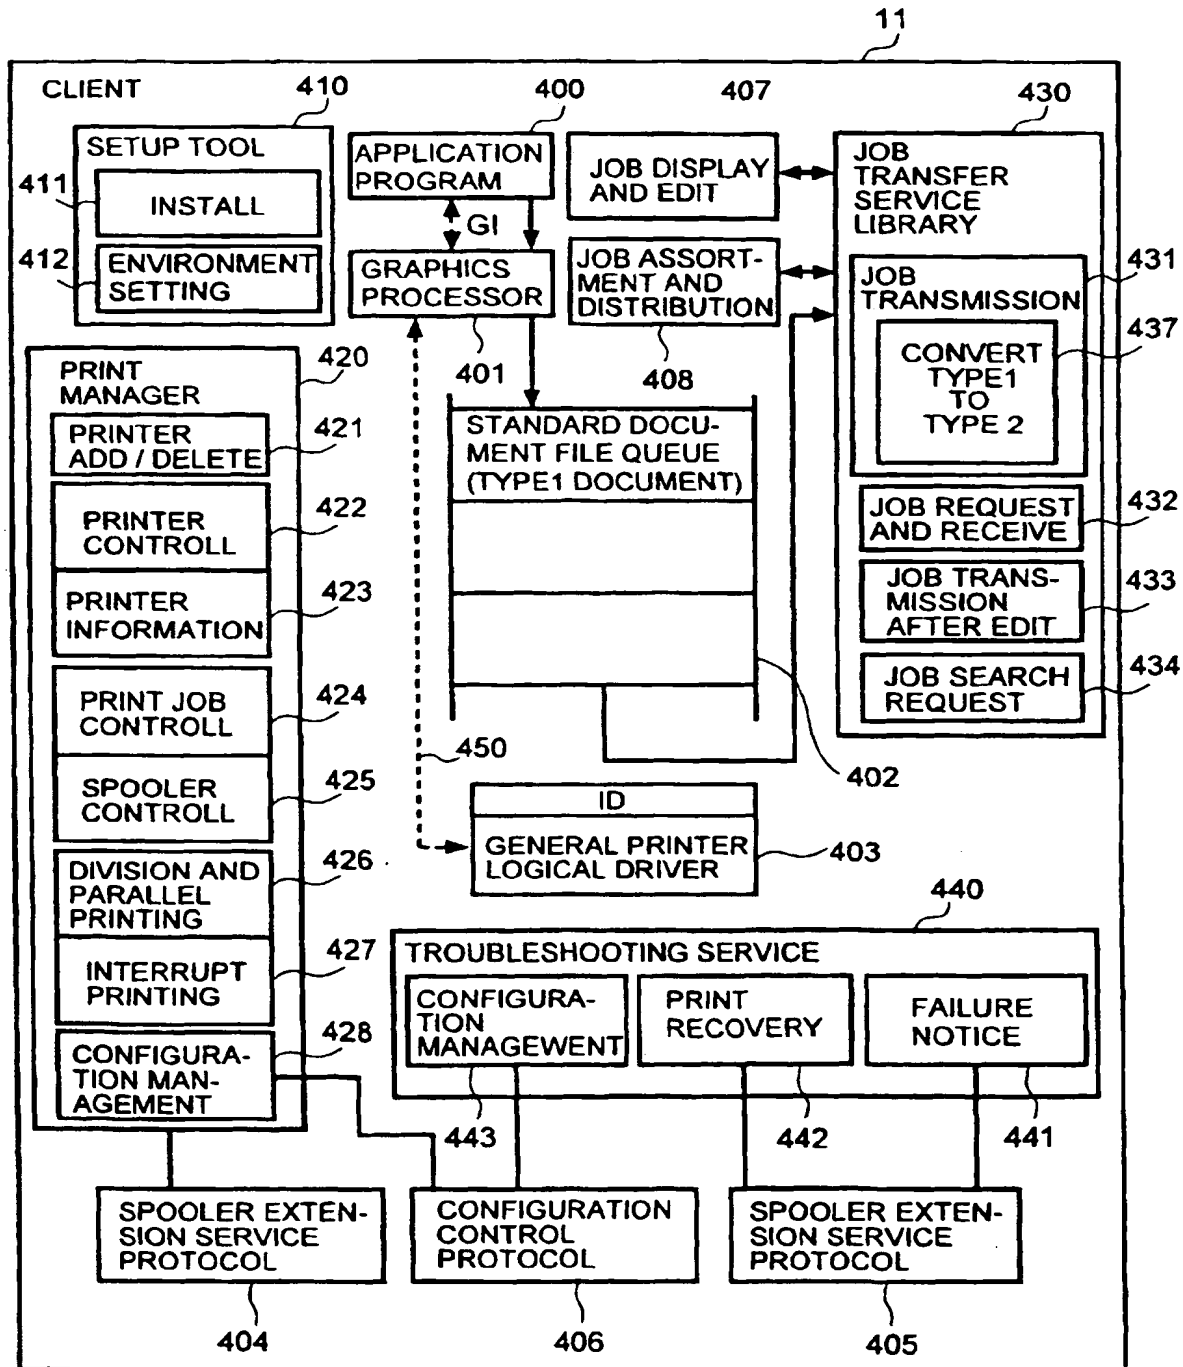 11
CLIENT
410
400
407
430
SETUP TOOL
411
INSTALL
412
ENVIRONMENT
SETTING
APPLICATION
PROGRAM
GI
GRAPHICS
PROCESSOR
401
JOB DISPLAY
AND EDIT
JOB ASSORT-
MENT AND
DISTRIBUTION
408
JOB
TRANSFER
SERVICE
LIBRARY
431
JOB
TRANSMISSION
437
CONVERT
TYPE1
TO
TYPE 2
JOB REQUEST
AND RECEIVE
432
JOB TRANS-
MISSION
AFTER EDIT
433
JOB SEARCH
REQUEST
434
420
PRINT
MANAGER
PRINTER
ADD / DELETE
421
PRINTER
CONTROLL
422
PRINTER
INFORMATION
423
PRINT JOB
CONTROLL
424
SPOOLER
CONTROLL
425
DIVISION AND
PARALLEL
PRINTING
426
INTERRUPT
PRINTING
427
CONFIGURA-
TION MAN-
AGEMENT
428
STANDARD DOCU-
MENT FILE QUEUE
(TYPE1 DOCUMENT)
402
450
ID
GENERAL PRINTER
LOGICAL DRIVER
403
440
TROUBLESHOOTING SERVICE
CONFIGURA-
TION
MANAGEWENT
PRINT
RECOVERY
FAILURE
NOTICE
443
442
441
SPOOLER EXTEN-
SION SERVICE
PROTOCOL
CONFIGURATION
CONTROL
PROTOCOL
SPOOLER EXTEN-
SION SERVICE
PROTOCOL
404
406
405